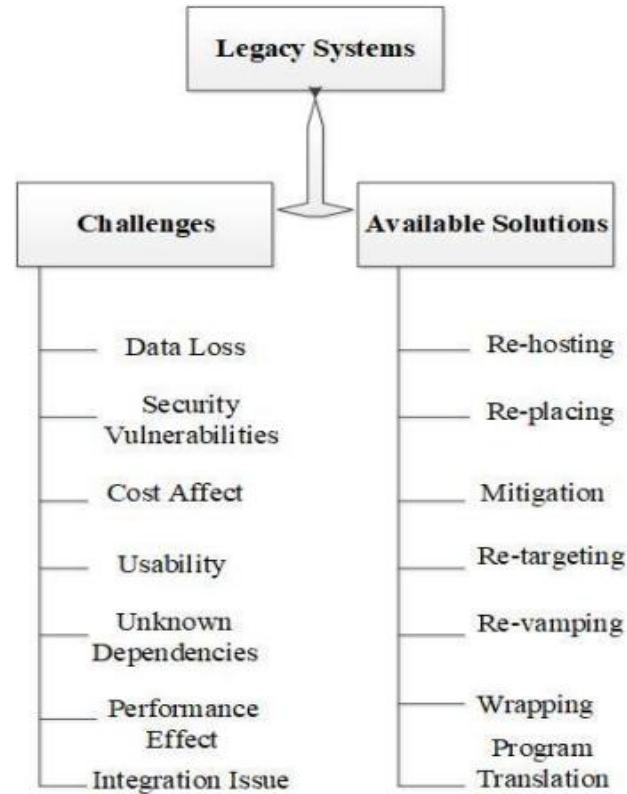 Legacy Systems
Challenges
Data Loss
Security
Vulnerabilities
Cost Affect
Usability
Unknown
Dependencies
Performance
Effect
Integration Issue
Available Solutions
Re-hosting
Re-placing
Mitigation
Re-targeting
Re-vamping
Wrapping
Program
Translation